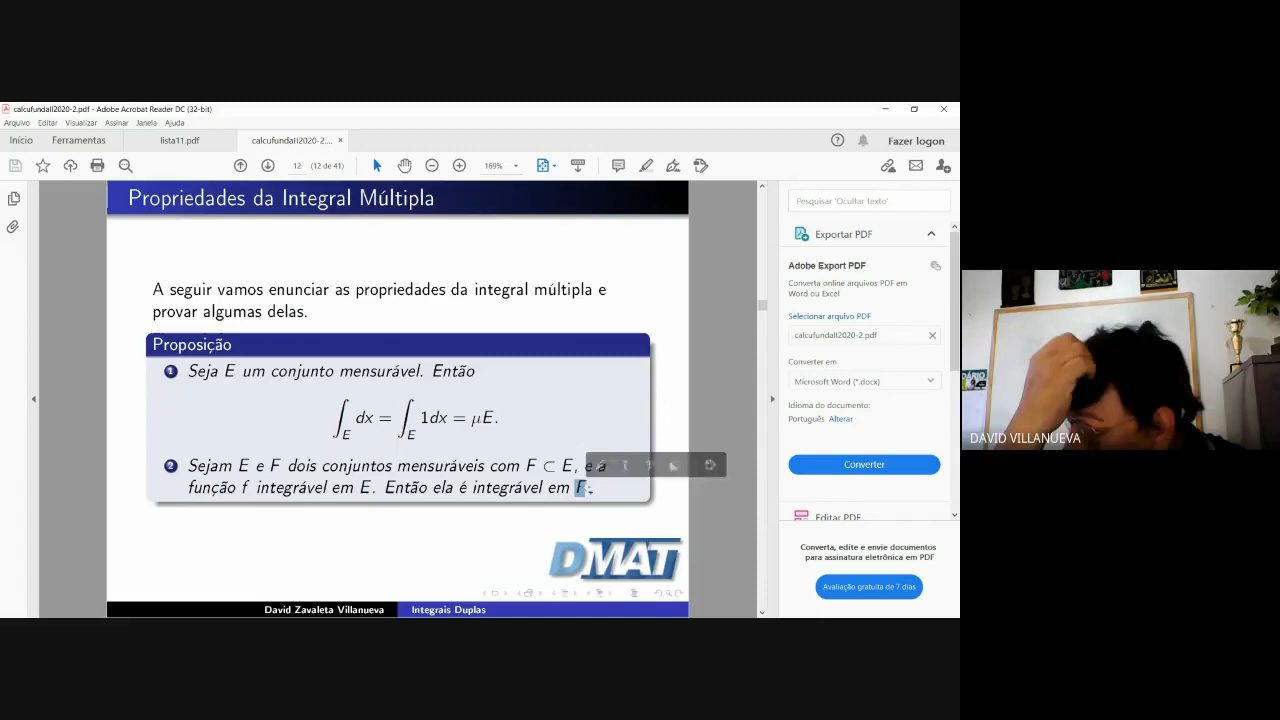 calcufundaII2020-2.pdf - Adobe Acrobat Reader DC (32-bit)
Arquivo Editar Visualizar Assinar Janela Ajuda
Início Ferramentas lista11.pdf calcufundaII2020-2.... × Fazer logon
12 (12 de 41) 169%
Propriedades da Integral Múltipla
A seguir vamos enunciar as propriedades da integral múltipla e
provar algumas delas.
Proposição
1 Seja E um conjunto mensurável. Então
∫_E dx = ∫_E 1dx = μE.
2 Sejam E e F dois conjuntos mensuráveis com F ⊂ E, e a
função f integrável em E. Então ela é integrável em F.
DMAT
David Zavaleta Villanueva Integrais Duplas
Pesquisar 'Ocultar texto'
Exportar PDF
Adobe Export PDF
Converta online arquivos PDF em
Word ou Excel
Selecionar arquivo PDF
calcufundaII2020-2.pdf
Converter em
Microsoft Word (*.docx)
Idioma do documento:
Português Alterar
Converter
Editar PDF
Converta, edite e envie documentos
para assinatura eletrônica em PDF
Avaliação gratuita de 7 dias
DAVID VILLANUEVA